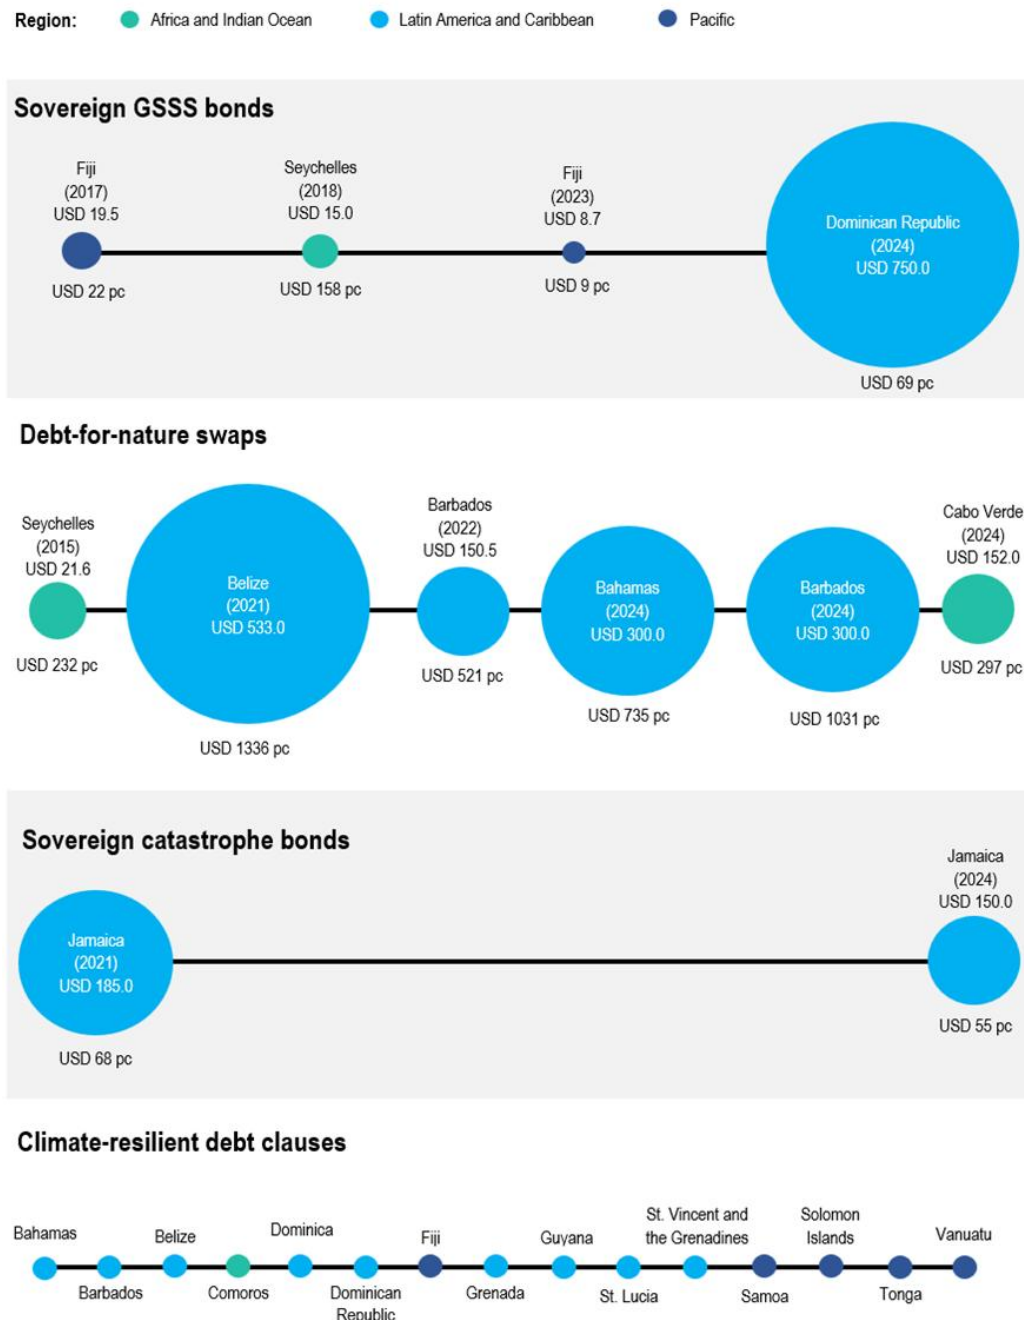 Region: Africa and Indian Ocean Latin America and Caribbean Pacific
Sovereign GSSS bonds
Fiji
(2017)
USD 19.5
USD 22 pc
Seychelles
(2018)
USD 15.0
USD 158 pc
Fiji
(2023)
USD 8.7
USD 9 pc
Dominican Republic
(2024)
USD 750.0
USD 69 pc
Debt-for-nature swaps
Seychelles
(2015)
USD 21.6
USD 232 pc
Belize
(2021)
USD 533.0
USD 1336 pc
Barbados
(2022)
USD 150.5
USD 521 pc
Bahamas
(2024)
USD 300.0
USD 735 pc
Barbados
(2024)
USD 300.0
USD 1031 pc
Cabo Verde
(2024)
USD 152.0
USD 297 pc
Sovereign catastrophe bonds
Jamaica
(2021)
USD 185.0
USD 68 pc
Jamaica
(2024)
USD 150.0
USD 55 pc
Climate-resilient debt clauses
Bahamas
Barbados
Belize
Comoros
Dominica
Dominican
Republic
Fiji
Grenada
Guyana
St. Lucia
St. Vincent and
the Grenadines
Samoa
Solomon
Islands
Tonga
Vanuatu